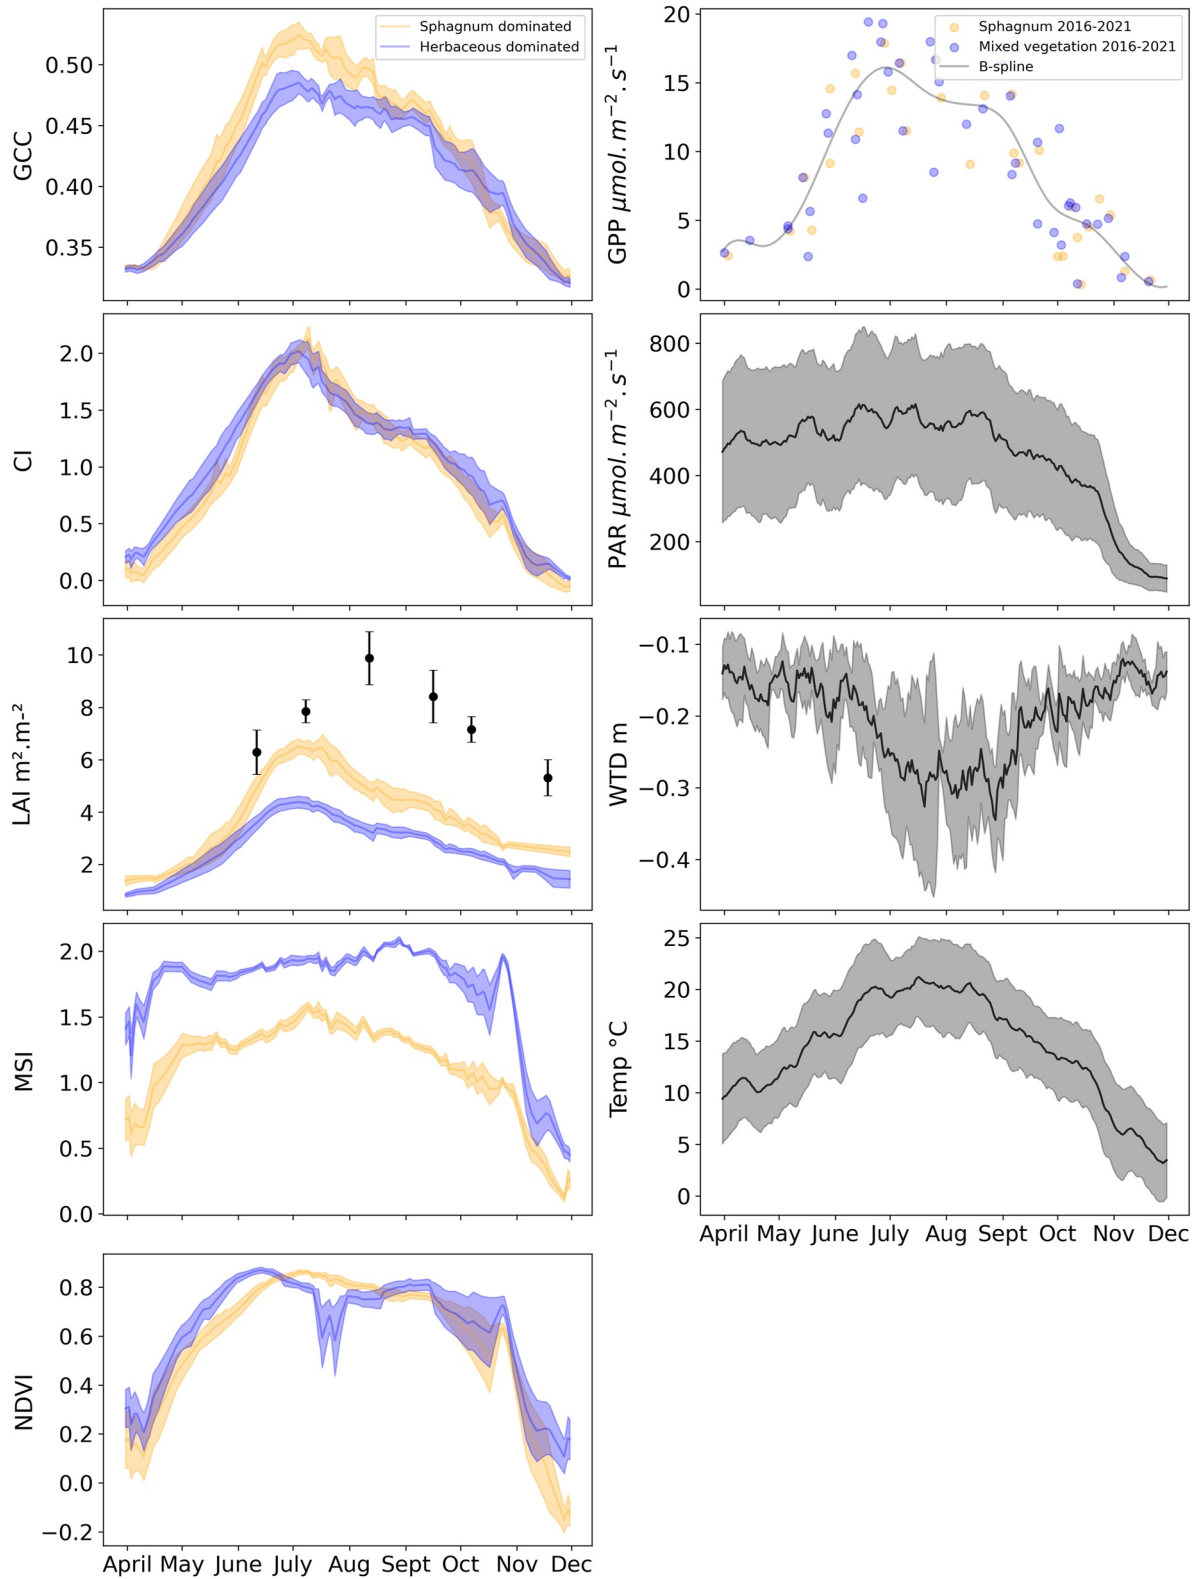 GCC
0.50
0.45
0.40
0.35
Sphagnum dominated
Herbaceous dominated
GPP μmol.m⁻².s⁻¹
20
15
10
5
0
Sphagnum 2016-2021
Mixed vegetation 2016-2021
B-spline
CI
2.0
1.5
1.0
0.5
0.0
PAR μmol.m⁻².s⁻¹
800
600
400
200
LAI m².m-²
10
8
6
4
2
WTD m
−0.1
−0.2
−0.3
−0.4
MSI
2.0
1.5
1.0
0.5
0.0
Temp °C
25
20
15
10
5
0
April May June July Aug Sept Oct Nov Dec
NDVI
0.8
0.6
0.4
0.2
0.0
−0.2
April May June July Aug Sept Oct Nov Dec